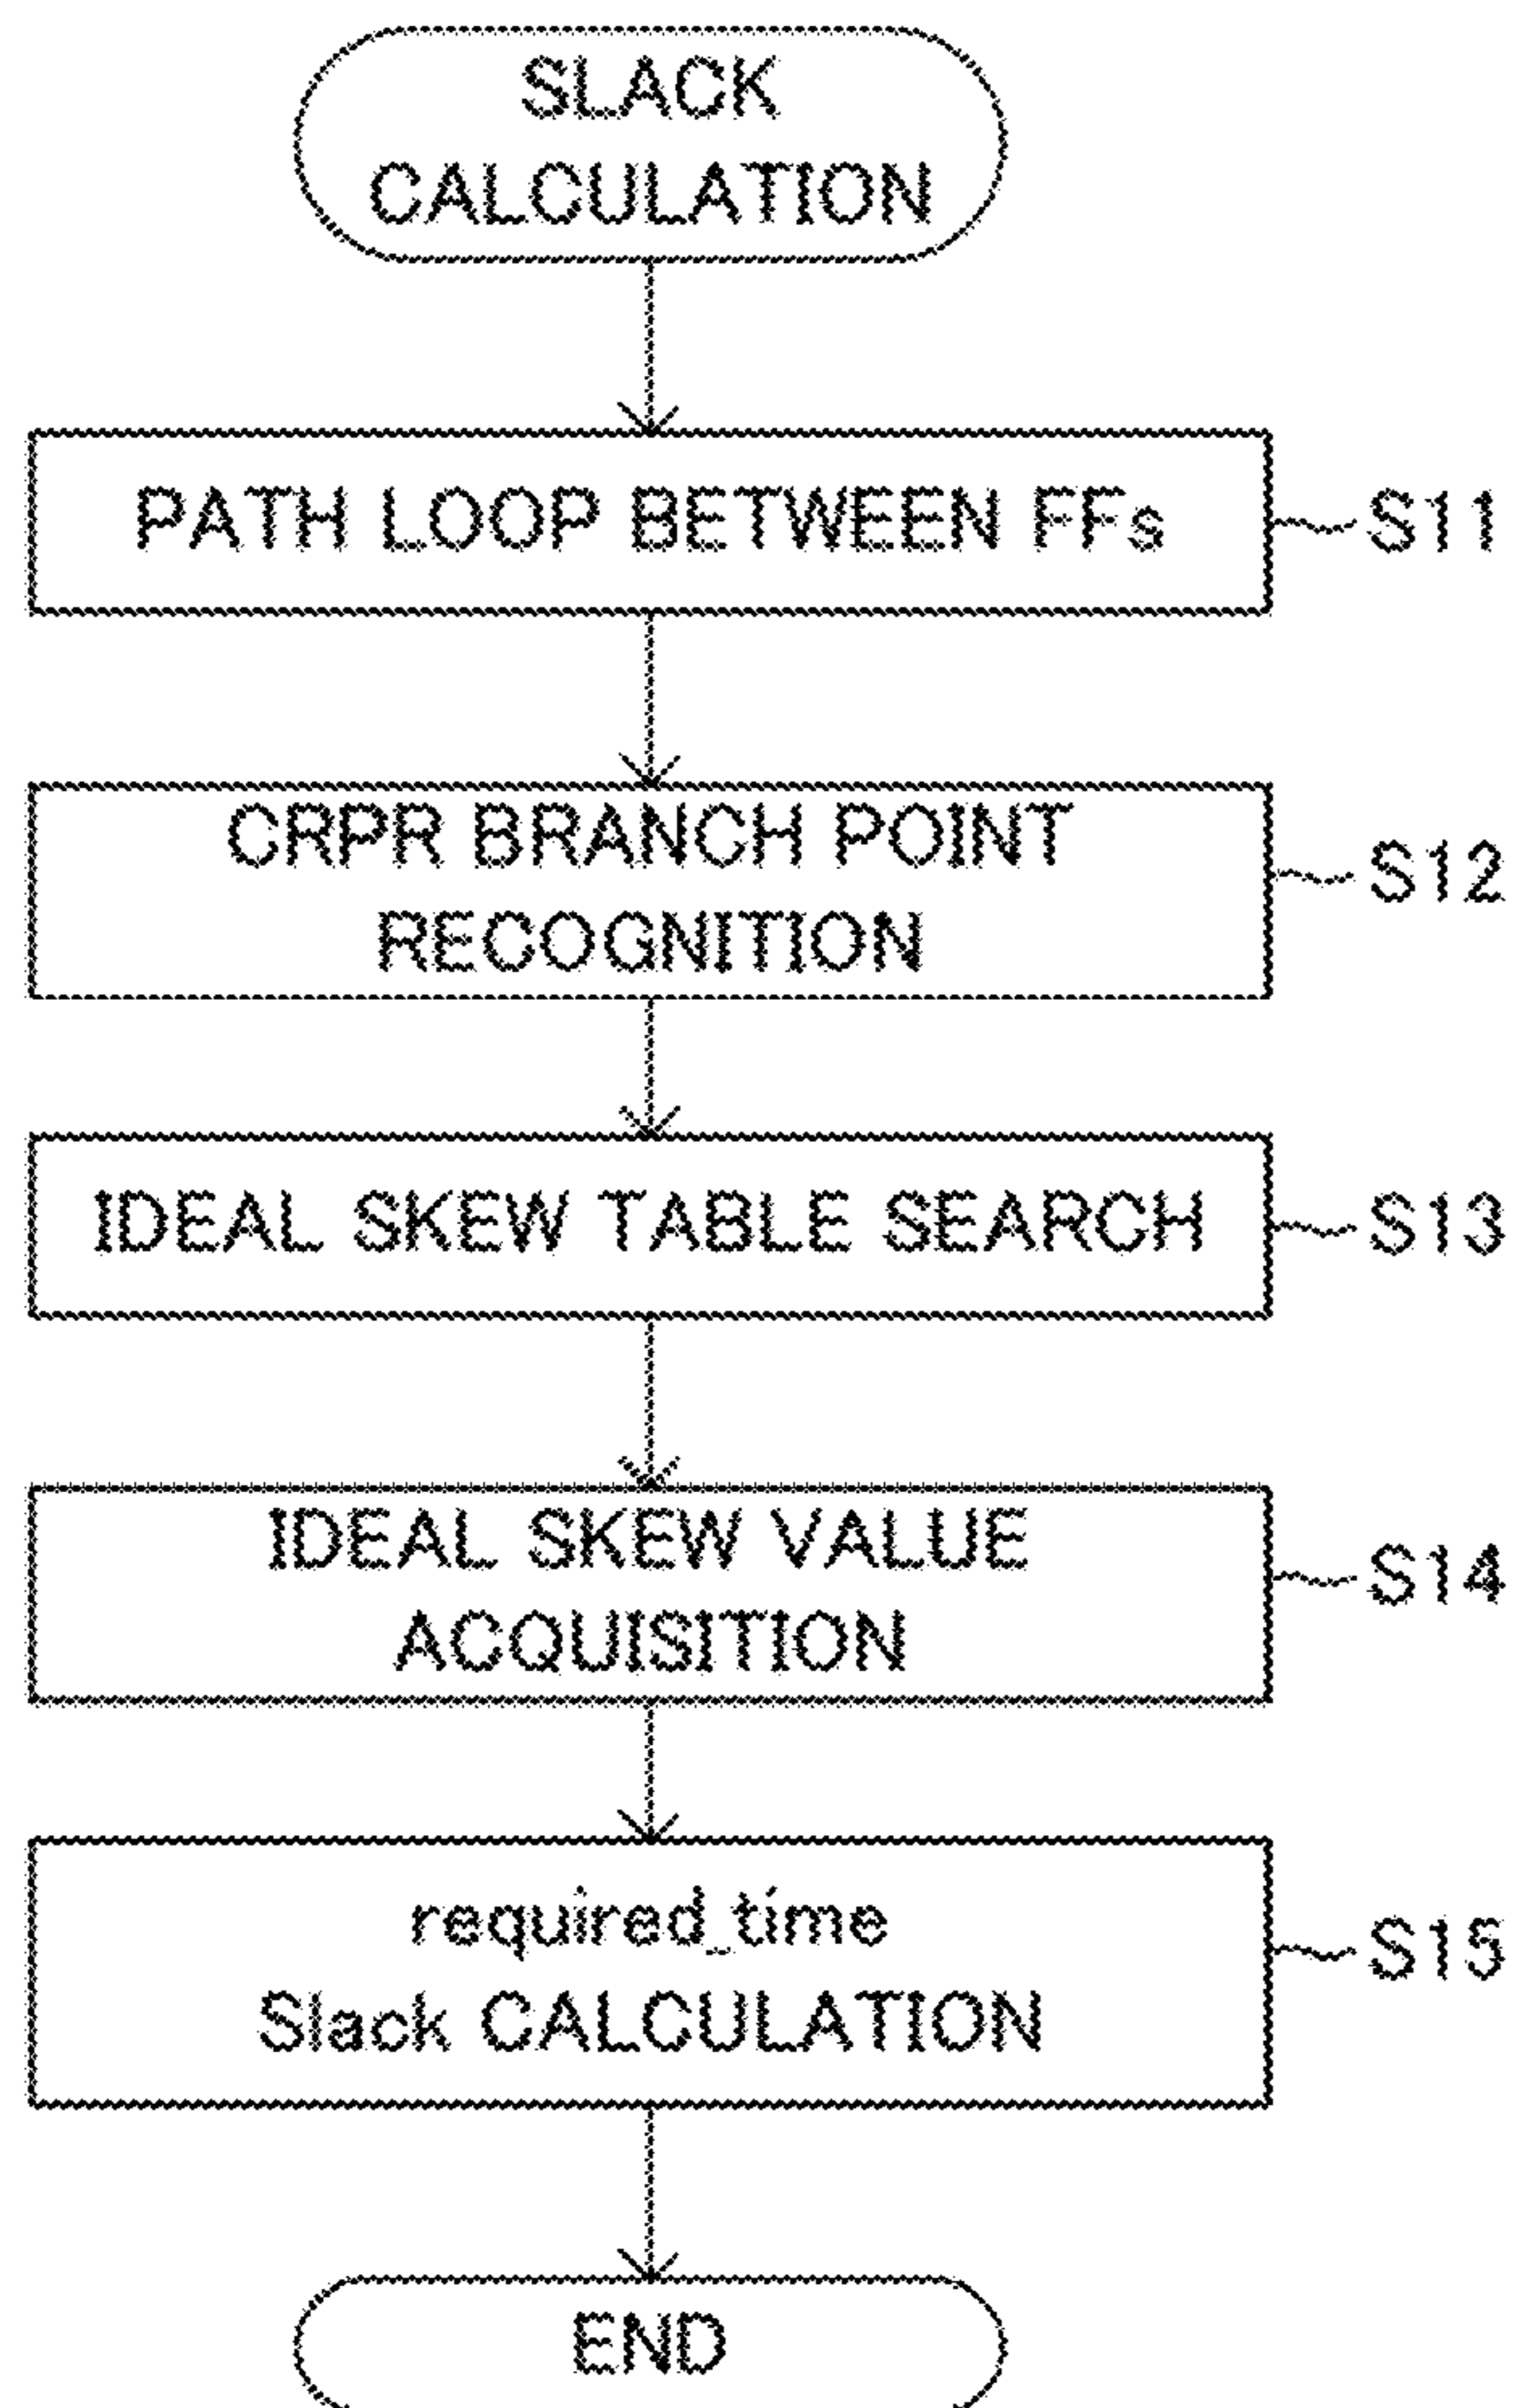 SLACK
CALCULATION
PATH LOOP BETWEEN FFs
S11
CRPR BRANCH POINT
RECOGNITION
S12
IDEAL SKEW TABLE SEARCH
S13
IDEAL SKEW VALUE
ACQUISITION
S14
required_time
Slack CALCULATION
S15
END